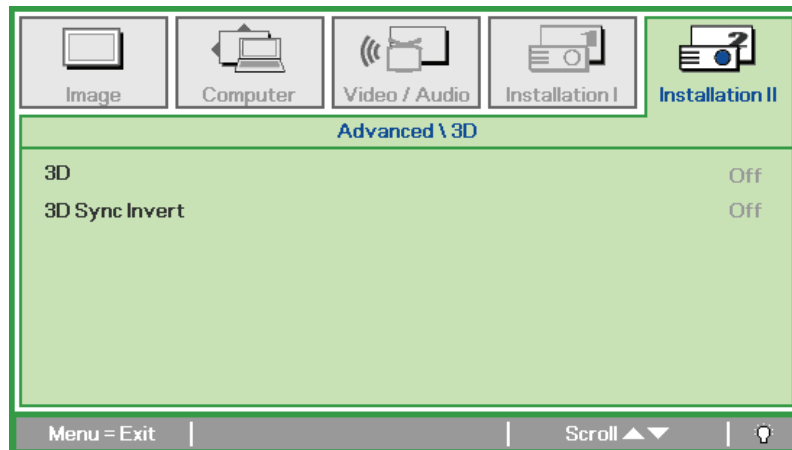 Image
Computer
Video / Audio
Installation I
Installation II
Advanced \ 3D
3D Off
3D Sync Invert Off
Menu = Exit Scroll ▲▼